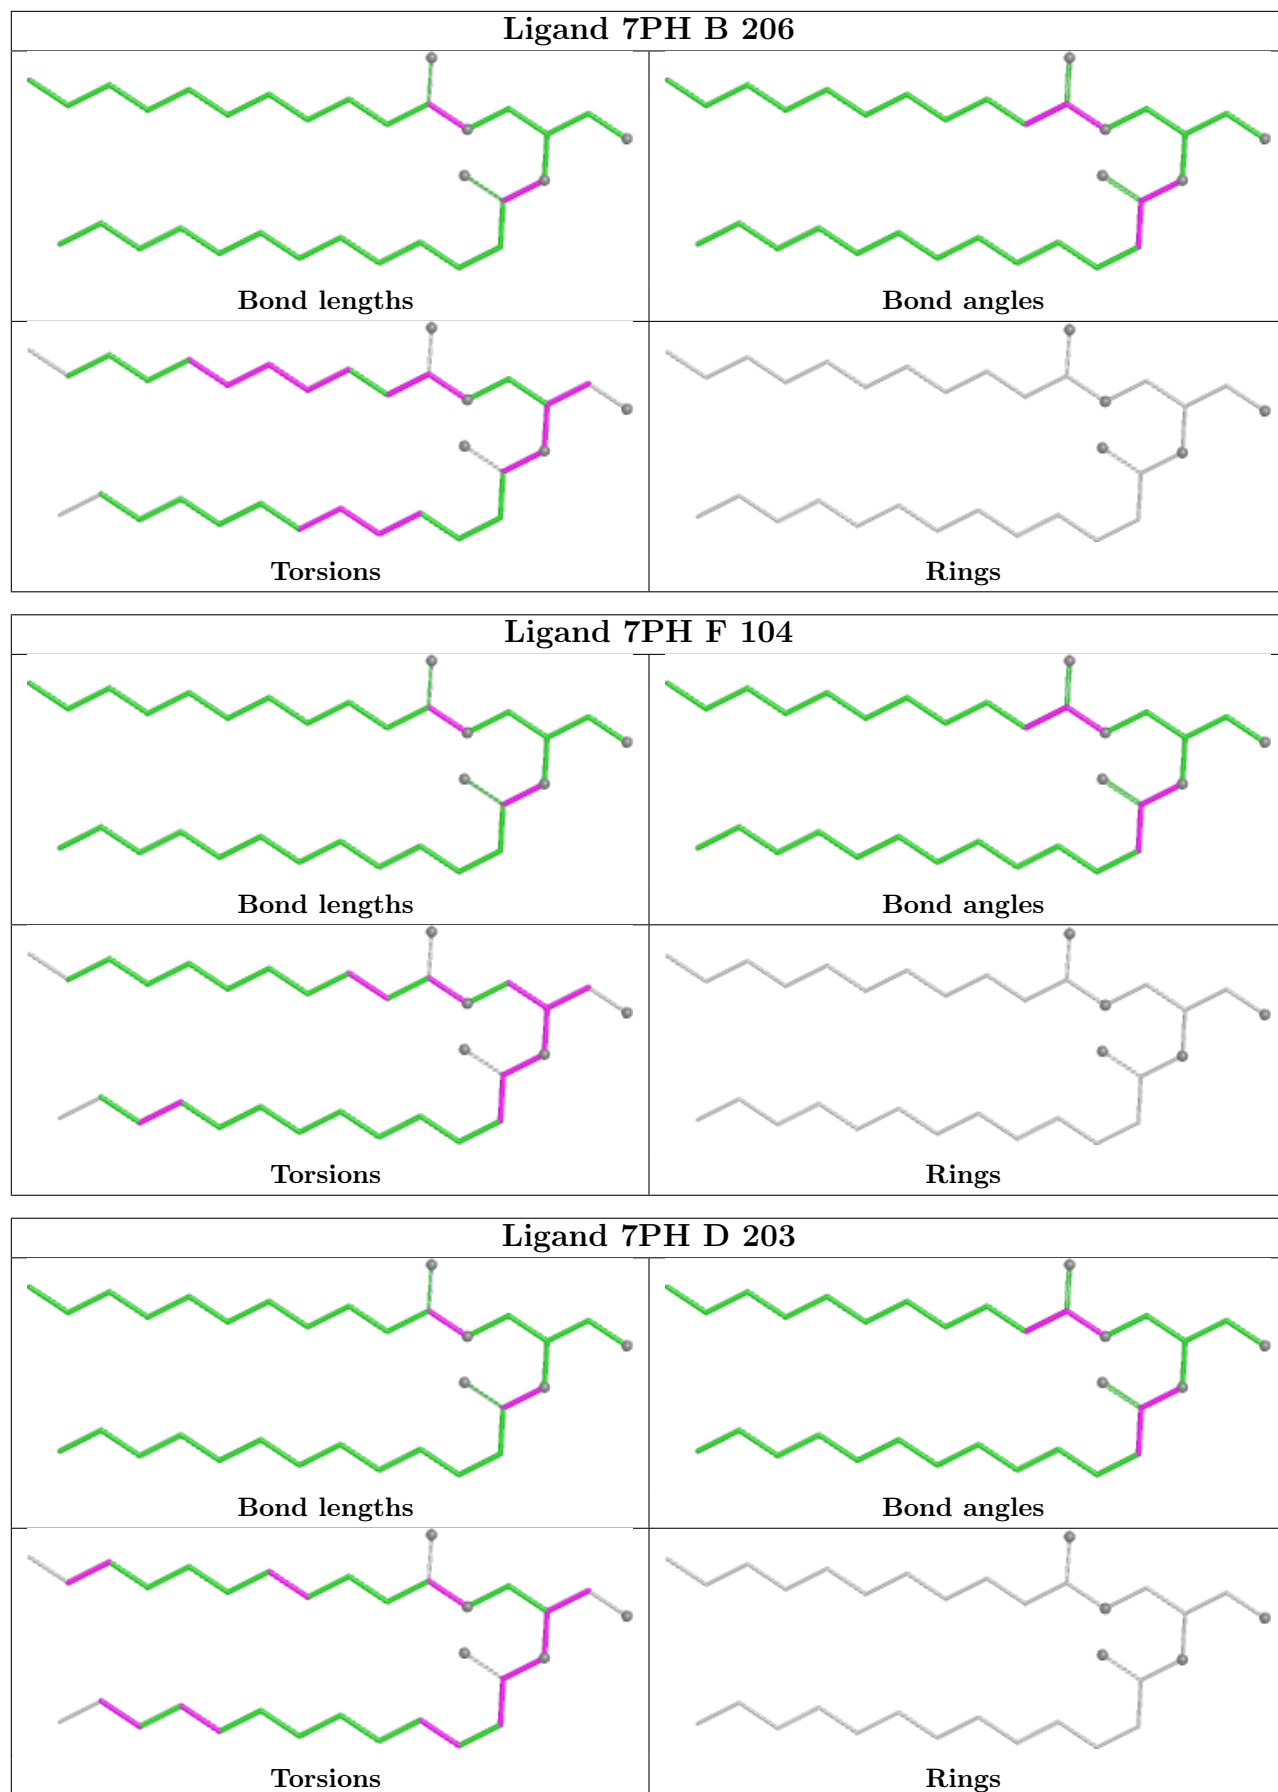 Ligand 7PH B 206
Bond lengths
Bond angles
Torsions
Rings
Ligand 7PH F 104
Bond lengths
Bond angles
Torsions
Rings
Ligand 7PH D 203
Bond lengths
Bond angles
Torsions
Rings